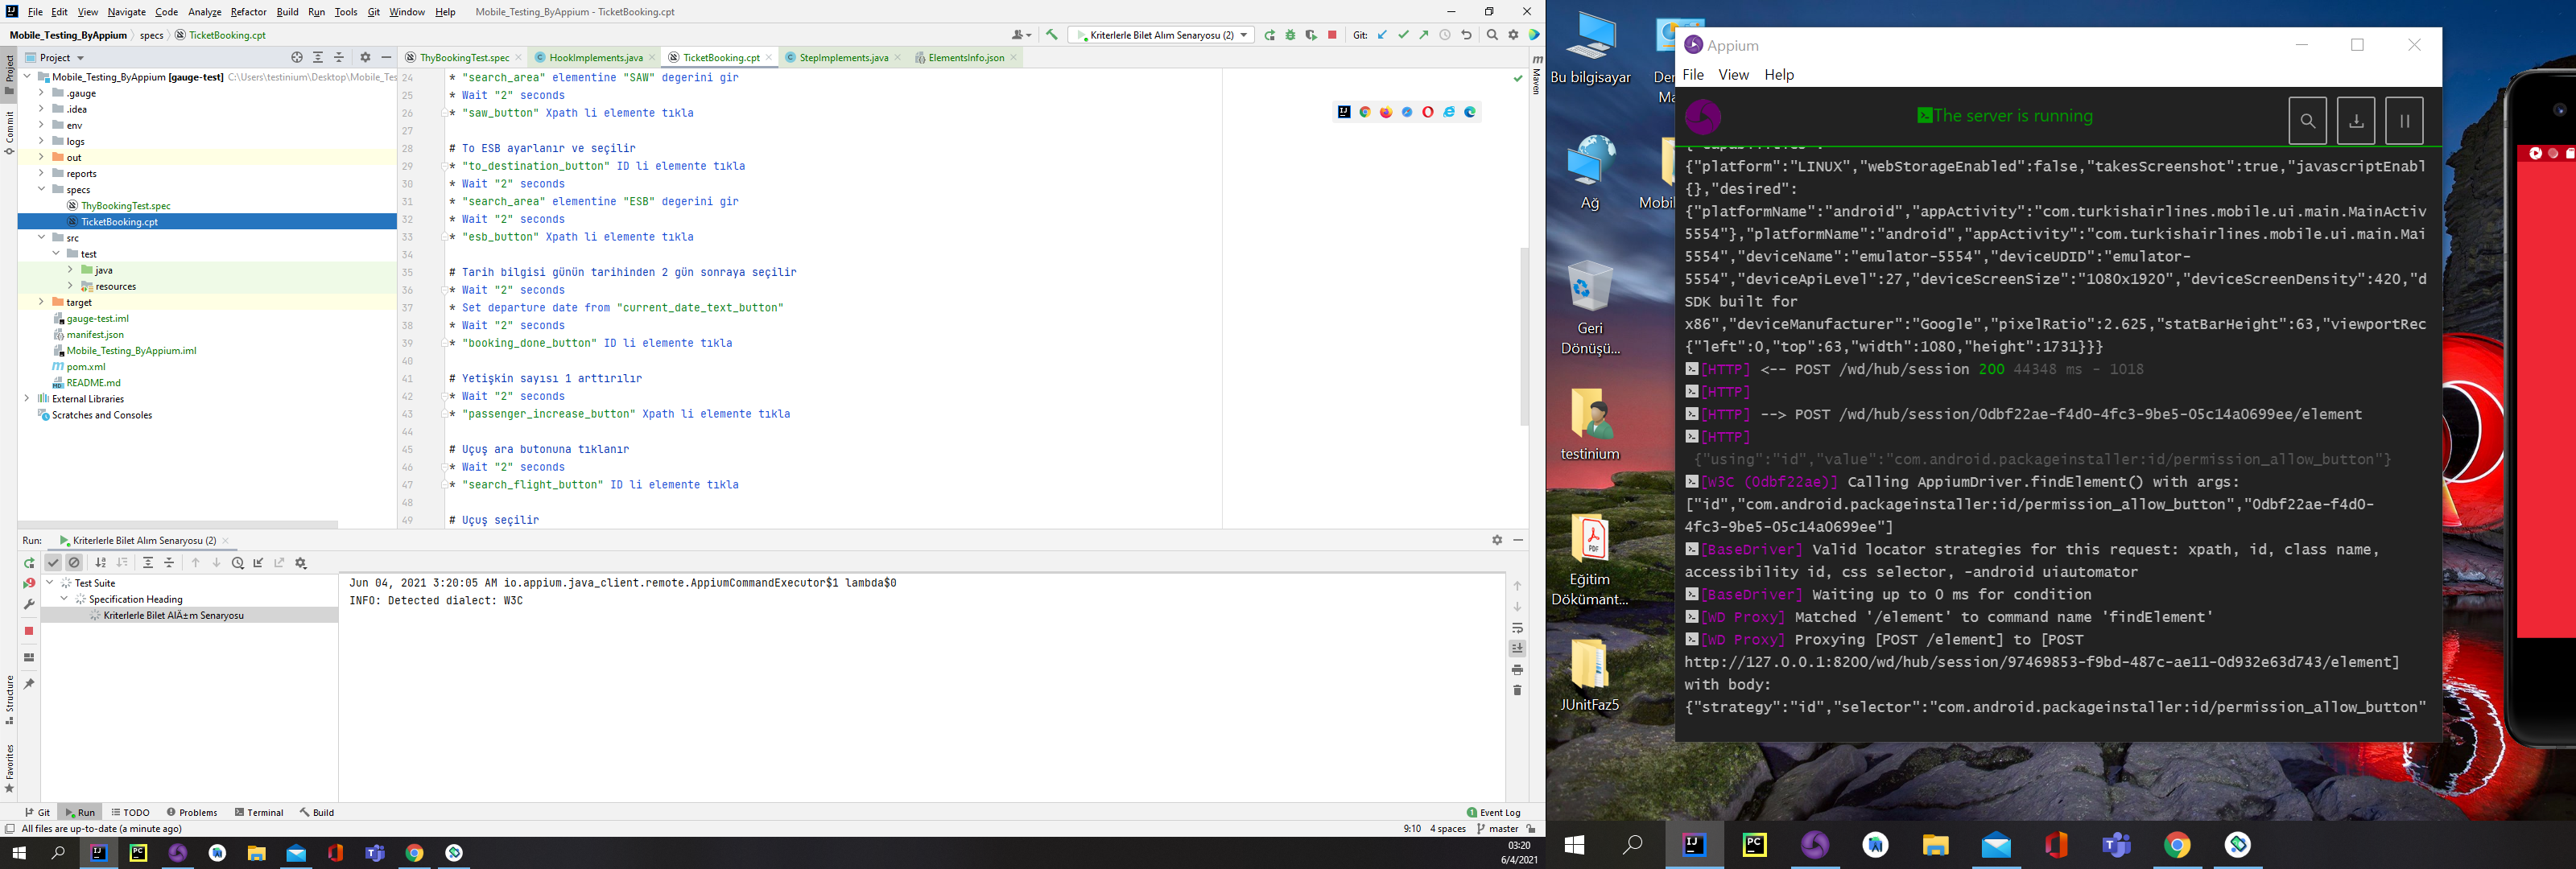 File Edit View Navigate Code Analyze Refactor Build Run Tools Git Window Help Mobile_Testing_ByAppium - TicketBooking.cpt
Mobile_Testing_ByAppium specs TicketBooking.cpt
Kriterlerle Bilet Alım Senaryosu (2) Git:
Project
ThyBookingTest.spec HookImplements.java TicketBooking.cpt StepImplements.java ElementsInfo.json
Project
Commit
Structure
Favorites
Maven
Mobile_Testing_ByAppium [gauge-test] C:\Users\testinium\Desktop\Mobile_Tes
.gauge
.idea
env
logs
out
reports
specs
ThyBookingTest.spec
TicketBooking.cpt
src
test
java
resources
target
gauge-test.iml
manifest.json
Mobile_Testing_ByAppium.iml
pom.xml
README.md
External Libraries
Scratches and Consoles
24 * "search_area" elementine "SAW" degerini gir
25 * Wait "2" seconds
26 * "saw_button" Xpath li elemente tıkla
27
28 # To ESB ayarlanır ve seçilir
29 * "to_destination_button" ID li elemente tıkla
30 * Wait "2" seconds
31 * "search_area" elementine "ESB" degerini gir
32 * Wait "2" seconds
33 * "esb_button" Xpath li elemente tıkla
34
35 # Tarih bilgisi günün tarihinden 2 gün sonraya seçilir
36 * Wait "2" seconds
37 * Set departure date from "current_date_text_button"
38 * Wait "2" seconds
39 * "booking_done_button" ID li elemente tıkla
40
41 # Yetişkin sayısı 1 arttırılır
42 * Wait "2" seconds
43 * "passenger_increase_button" Xpath li elemente tıkla
44
45 # Uçuş ara butonuna tıklanır
46 * Wait "2" seconds
47 * "search_flight_button" ID li elemente tıkla
48
49 # Uçuş seçilir
Run: Kriterlerle Bilet Alım Senaryosu (2)
Test Suite
Specification Heading
Kriterlerle Bilet AlÄ±m Senaryosu
Jun 04, 2021 3:20:05 AM io.appium.java_client.remote.AppiumCommandExecutor$1 lambda$0
INFO: Detected dialect: W3C
Git Run TODO Problems Terminal Build Event Log
All files are up-to-date (a minute ago) 9:10 4 spaces master
03:20
6/4/2021
Bu bilgisayar
Ağ
Geri
Dönüşü...
testinium
Eğitim
Dökümant...
JUnitFaz5
Appium
File View Help
The server is running
{"platform":"LINUX","webStorageEnabled":false,"takesScreenshot":true,"javascriptEnabl
{},"desired":
{"platformName":"android","appActivity":"com.turkishairlines.mobile.ui.main.MainActiv
5554"},"platformName":"android","appActivity":"com.turkishairlines.mobile.ui.main.Mai
5554","deviceName":"emulator-5554","deviceUDID":"emulator-
5554","deviceApiLevel":27,"deviceScreenSize":"1080x1920","deviceScreenDensity":420,"d
SDK built for
x86","deviceManufacturer":"Google","pixelRatio":2.625,"statBarHeight":63,"viewportRec
{"left":0,"top":63,"width":1080,"height":1731}}}
[HTTP] <-- POST /wd/hub/session 200 44348 ms - 1018
[HTTP]
[HTTP] --> POST /wd/hub/session/0dbf22ae-f4d0-4fc3-9be5-05c14a0699ee/element
[HTTP]
{"using":"id","value":"com.android.packageinstaller:id/permission_allow_button"}
[W3C (0dbf22ae)] Calling AppiumDriver.findElement() with args:
["id","com.android.packageinstaller:id/permission_allow_button","0dbf22ae-f4d0-
4fc3-9be5-05c14a0699ee"]
[BaseDriver] Valid locator strategies for this request: xpath, id, class name,
accessibility id, css selector, -android uiautomator
[BaseDriver] Waiting up to 0 ms for condition
[WD Proxy] Matched '/element' to command name 'findElement'
[WD Proxy] Proxying [POST /element] to [POST
http://127.0.0.1:8200/wd/hub/session/97469853-f9bd-487c-ae11-0d932e63d743/element]
with body:
{"strategy":"id","selector":"com.android.packageinstaller:id/permission_allow_button"